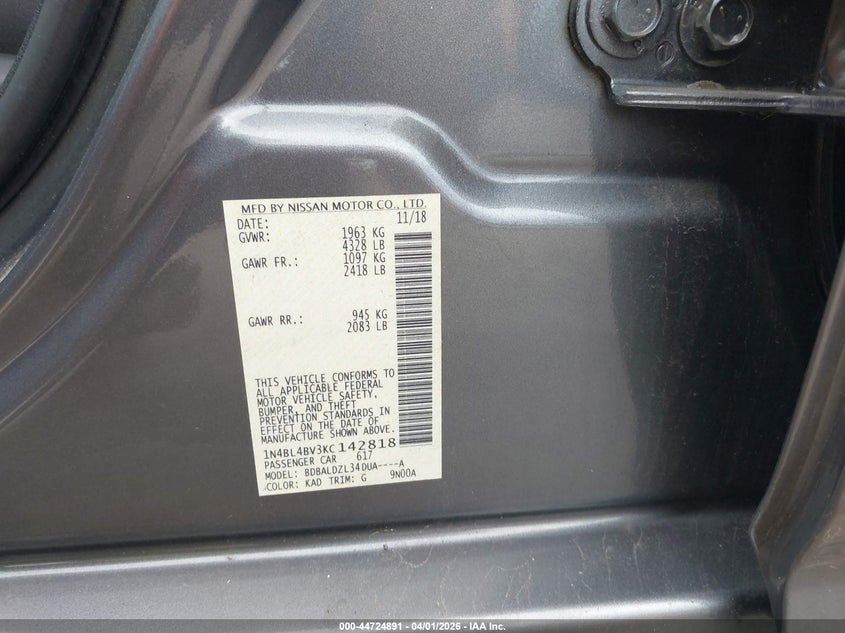 MFD BY NISSAN MOTOR CO., LTD.
DATE: 11/18
GVWR: 1963 KG
4328 LB
GAWR FR.: 1097 KG
2418 LB
GAWR RR.: 945 KG
2083 LB
THIS VEHICLE CONFORMS TO
ALL APPLICABLE FEDERAL
MOTOR VEHICLE SAFETY,
BUMPER, AND THEFT
PREVENTION STANDARDS IN
EFFECT ON THE DATE OF
MANUFACTURE SHOWN ABOVE.
1N4BL4BV3KC142818
PASSENGER CAR 617
MODEL: BDBALDZL34DUA----A
COLOR: KAD TRIM: G 9N00A
000-44724891 - 04/01/2026 - IAA Inc.